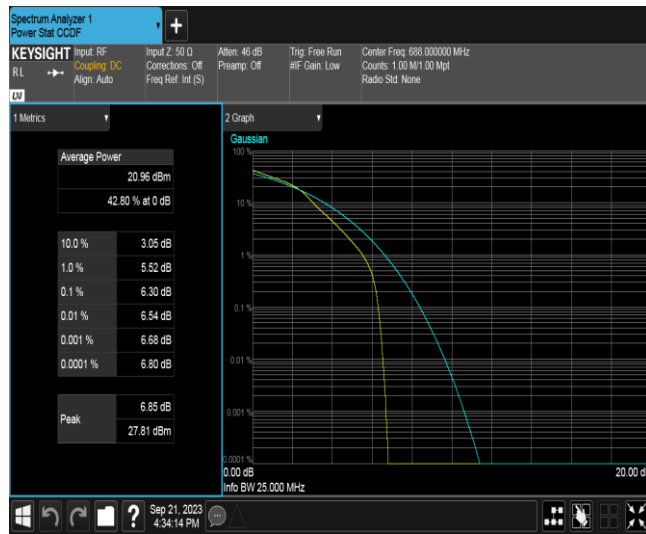 Spectrum Analyzer 1
Power Stat CCDF
KEYSIGHT
RL
LXI
Input: RF
Coupling: DC
Align: Auto
Input Z: 50 Ω
Corrections: Off
Freq Ref: Int (S)
Atten: 46 dB
Preamp: Off
Trig: Free Run
#IF Gain: Low
Center Freq: 688.000000 MHz
Counts: 1.00 M/1.00 Mpt
Radio Std: None
1 Metrics
Average Power
20.96 dBm
42.80 % at 0 dB
10.0 % 3.05 dB
1.0 % 5.52 dB
0.1 % 6.30 dB
0.01 % 6.54 dB
0.001 % 6.68 dB
0.0001 % 6.80 dB
Peak
6.85 dB
27.81 dBm
2 Graph
Gaussian
100 %
10 %
1 %
0.1 %
0.01 %
0.001 %
0.0001 %
0.00 dB
20.00 d
Info BW 25.000 MHz
?
Sep 21, 2023
4:34:14 PM